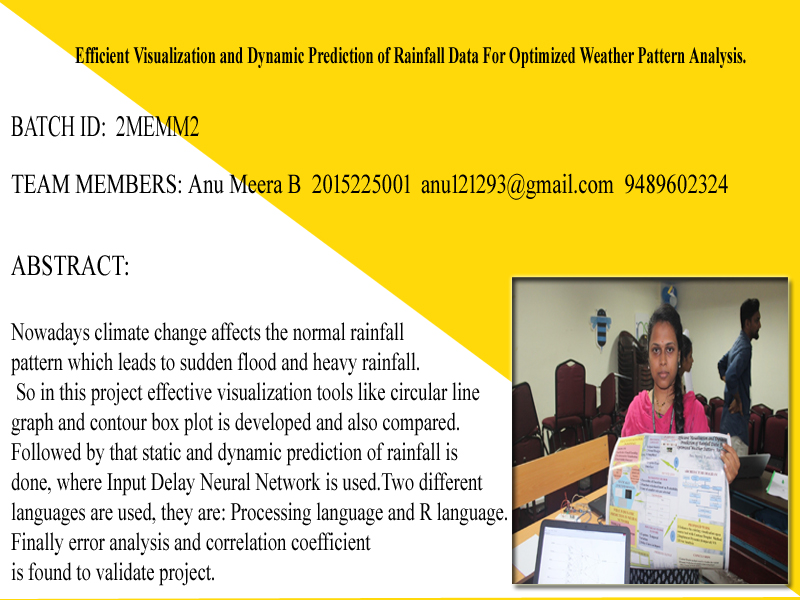 Efficient Visualization and Dynamic Prediction of Rainfall Data For Optimized Weather Pattern Analysis.
BATCH ID: 2MEMM2
TEAM MEMBERS: Anu Meera B 2015225001 anu121293@gmail.com 9489602324
ABSTRACT:
Nowadays climate change affects the normal rainfall
pattern which leads to sudden flood and heavy rainfall.
So in this project effective visualization tools like circular line
graph and contour box plot is developed and also compared.
Followed by that static and dynamic prediction of rainfall is
done, where Input Delay Neural Network is used.Two different
languages are used, they are: Processing language and R language.
Finally error analysis and correlation coefficient
is found to validate project.